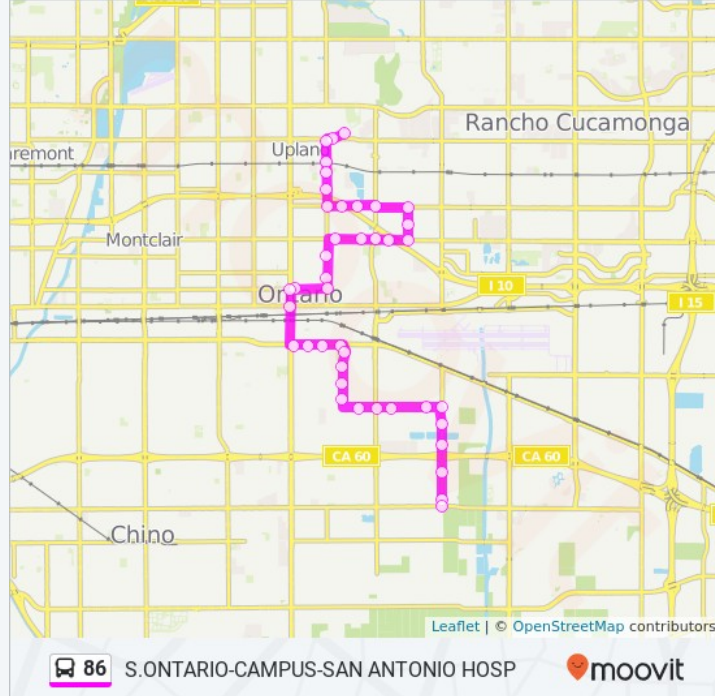 Rancho Cucamonga
Uplan
aremont
Montclair
Ontario
I 10
I 15
CA 60
CA 60
Chino
Leaflet | © OpenStreetMap contributors
86 S.ONTARIO-CAMPUS-SAN ANTONIO HOSP
moovit